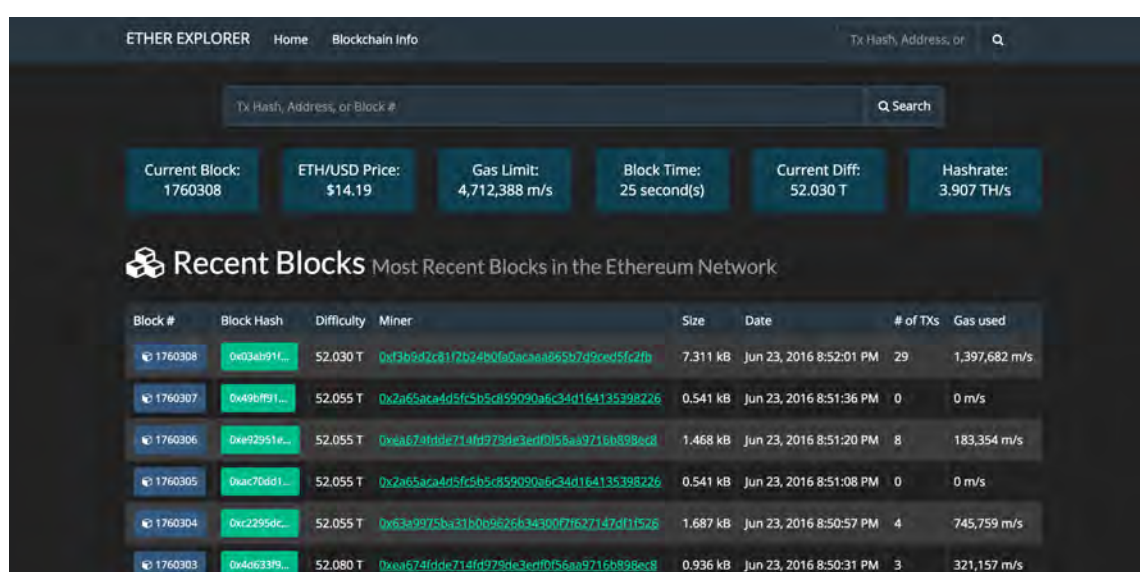 ETHER EXPLORER Home Blockchain Info Tx Hash, Address, or
Tx Hash, Address, or Block # Search
Current Block: ETH/USD Price: Gas Limit: Block Time: Current Diff: Hashrate:
1760308 $14.19 4,712,388 m/s 25 second(s) 52.030 T 3.907 TH/s
Recent Blocks Most Recent Blocks in the Ethereum Network
Block # Block Hash Difficulty Miner Size Date # of TXs Gas used
1760308 0x03ab91f... 52.030 T 0xf3b9d2c81f2b24b0fa0acaaa865b7d9ced5fc2fb 7.311 kB Jun 23, 2016 8:52:01 PM 29 1,397,682 m/s
1760307 0x49bff91... 52.055 T 0x2a65aca4d5fc5b5c859090a6c34d164135398226 0.541 kB Jun 23, 2016 8:51:36 PM 0 0 m/s
1760306 0xe92951e... 52.055 T 0xea674fdde714fd979de3edf0f56aa9716b898ec8 1.468 kB Jun 23, 2016 8:51:20 PM 8 183,354 m/s
1760305 0xac70dd1... 52.055 T 0x2a65aca4d5fc5b5c859090a6c34d164135398226 0.541 kB Jun 23, 2016 8:51:08 PM 0 0 m/s
1760304 0xc2295dc... 52.055 T 0x63a9975ba31b0b9626b34300f7f627147df1f526 1.687 kB Jun 23, 2016 8:50:57 PM 4 745,759 m/s
1760303 0x4d633f9... 52.080 T 0xea674fdde714fd979de3edf0f56aa9716b898ec8 0.936 kB Jun 23, 2016 8:50:31 PM 3 321,157 m/s